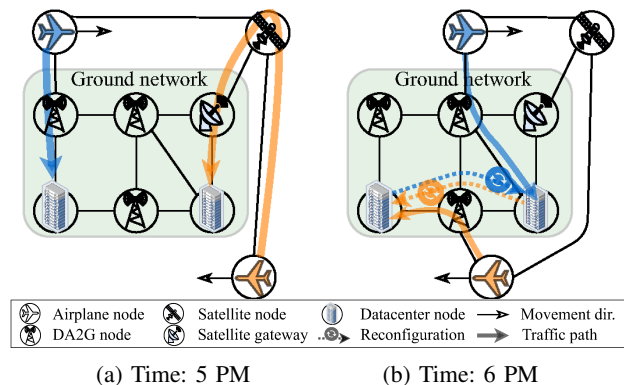 Ground network
Ground network
Airplane node
Satellite node
Datacenter node
Movement dir.
DA2G node
Satellite gateway
Reconfiguration
Traffic path
(a) Time: 5 PM
(b) Time: 6 PM